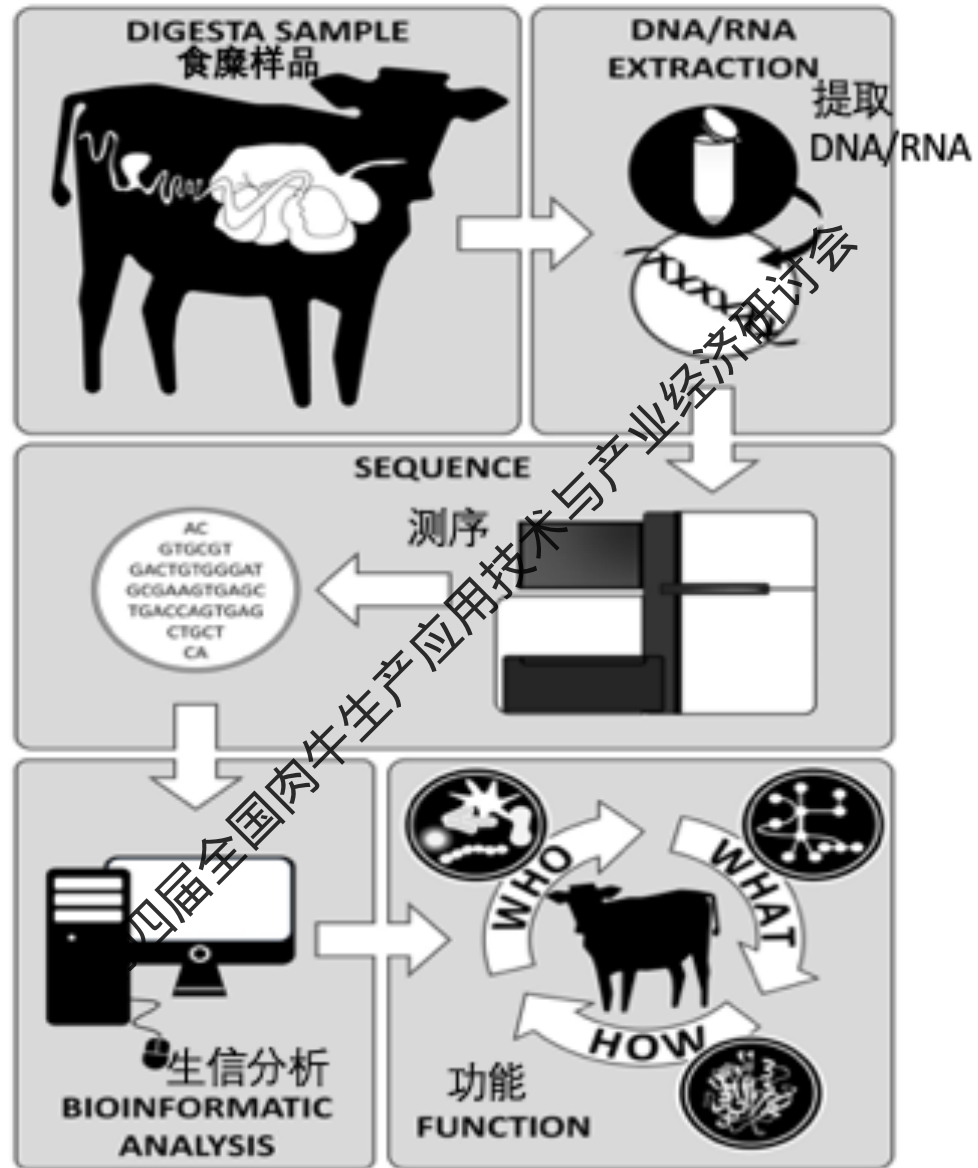 DIGESTA SAMPLE
食糜样品
DNA/RNA
EXTRACTION
提取
DNA/RNA
SEQUENCE
测序
AC
GTGCGT
GACTGTGGGAT
GCGAAGTGAGC
TGACCAGTGAG
CTGCT
CA
生信分析
BIOINFORMATIC
ANALYSIS
WHO
WHAT
HOW
功能
FUNCTION
四届全国肉牛生产应用技术与产业经济研讨会